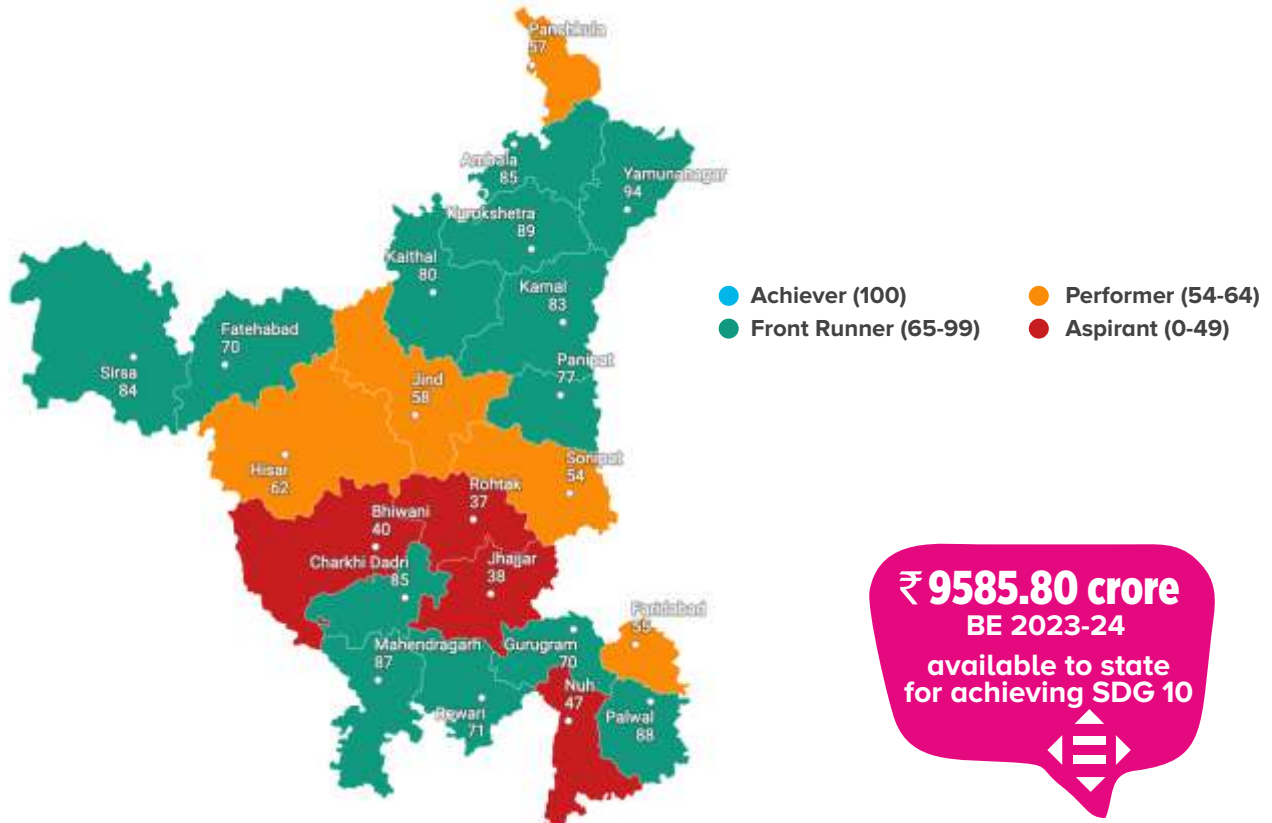 Panchkula
57
Ambala
85
Yamunanagar
94
Kurukshetra
89
Kaithal
80
Karnal
83
Fatehabad
70
Sirsa
84
Panipat
77
Jind
58
Hisar
62
Sonipat
54
Rohtak
37
Bhiwani
40
Charkhi Dadri
85
Jhajjar
38
Faridabad
55
Mahendragarh
87
Gurugram
70
Nuh
47
Rewari
71
Palwal
88
Achiever (100)
Performer (54-64)
Front Runner (65-99)
Aspirant (0-49)
₹ 9585.80 crore
BE 2023-24
available to state
for achieving SDG 10